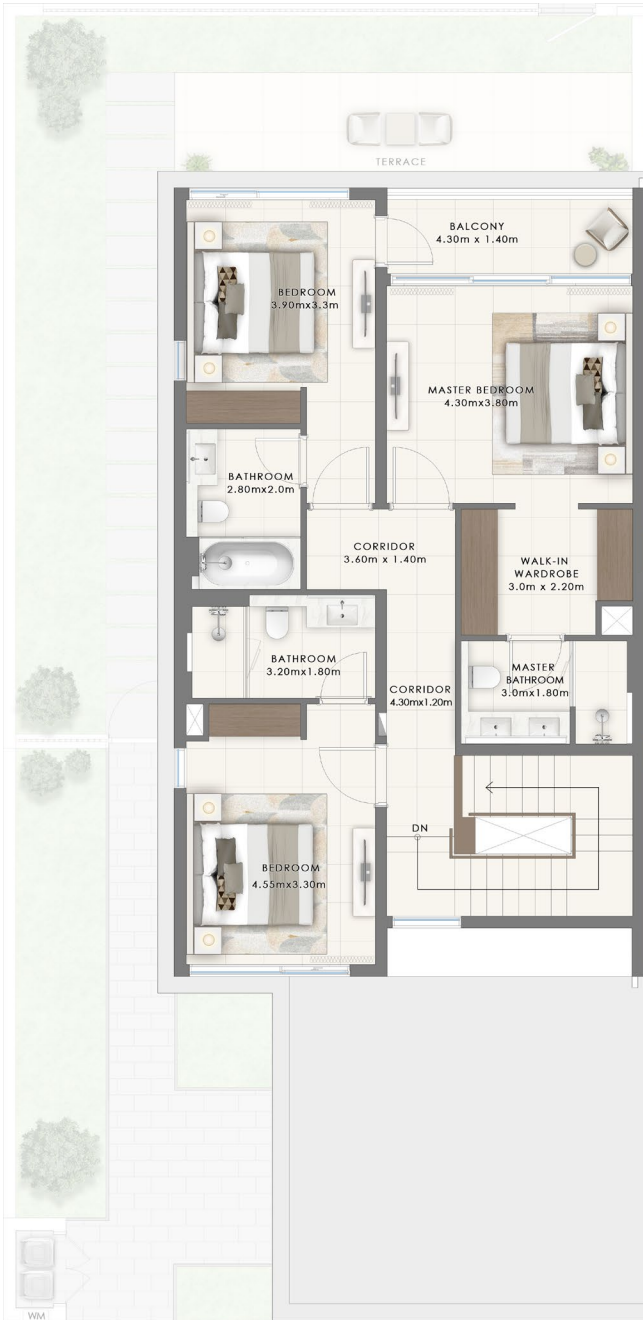 TERRACE
BALCONY
4.30m x 1.40m
BEDROOM
3.90mx3.3m
MASTER BEDROOM
4.30mx3.80m
BATHROOM
2.80mx2.0m
CORRIDOR
3.60m x 1.40m
WALK-IN
WARDROBE
3.0m x 2.20m
BATHROOM
3.20mx1.80m
MASTER
BATHROOM
3.0mx1.80m
CORRIDOR
4.30mx1.20m
DN
BEDROOM
4.55mx3.30m
WM